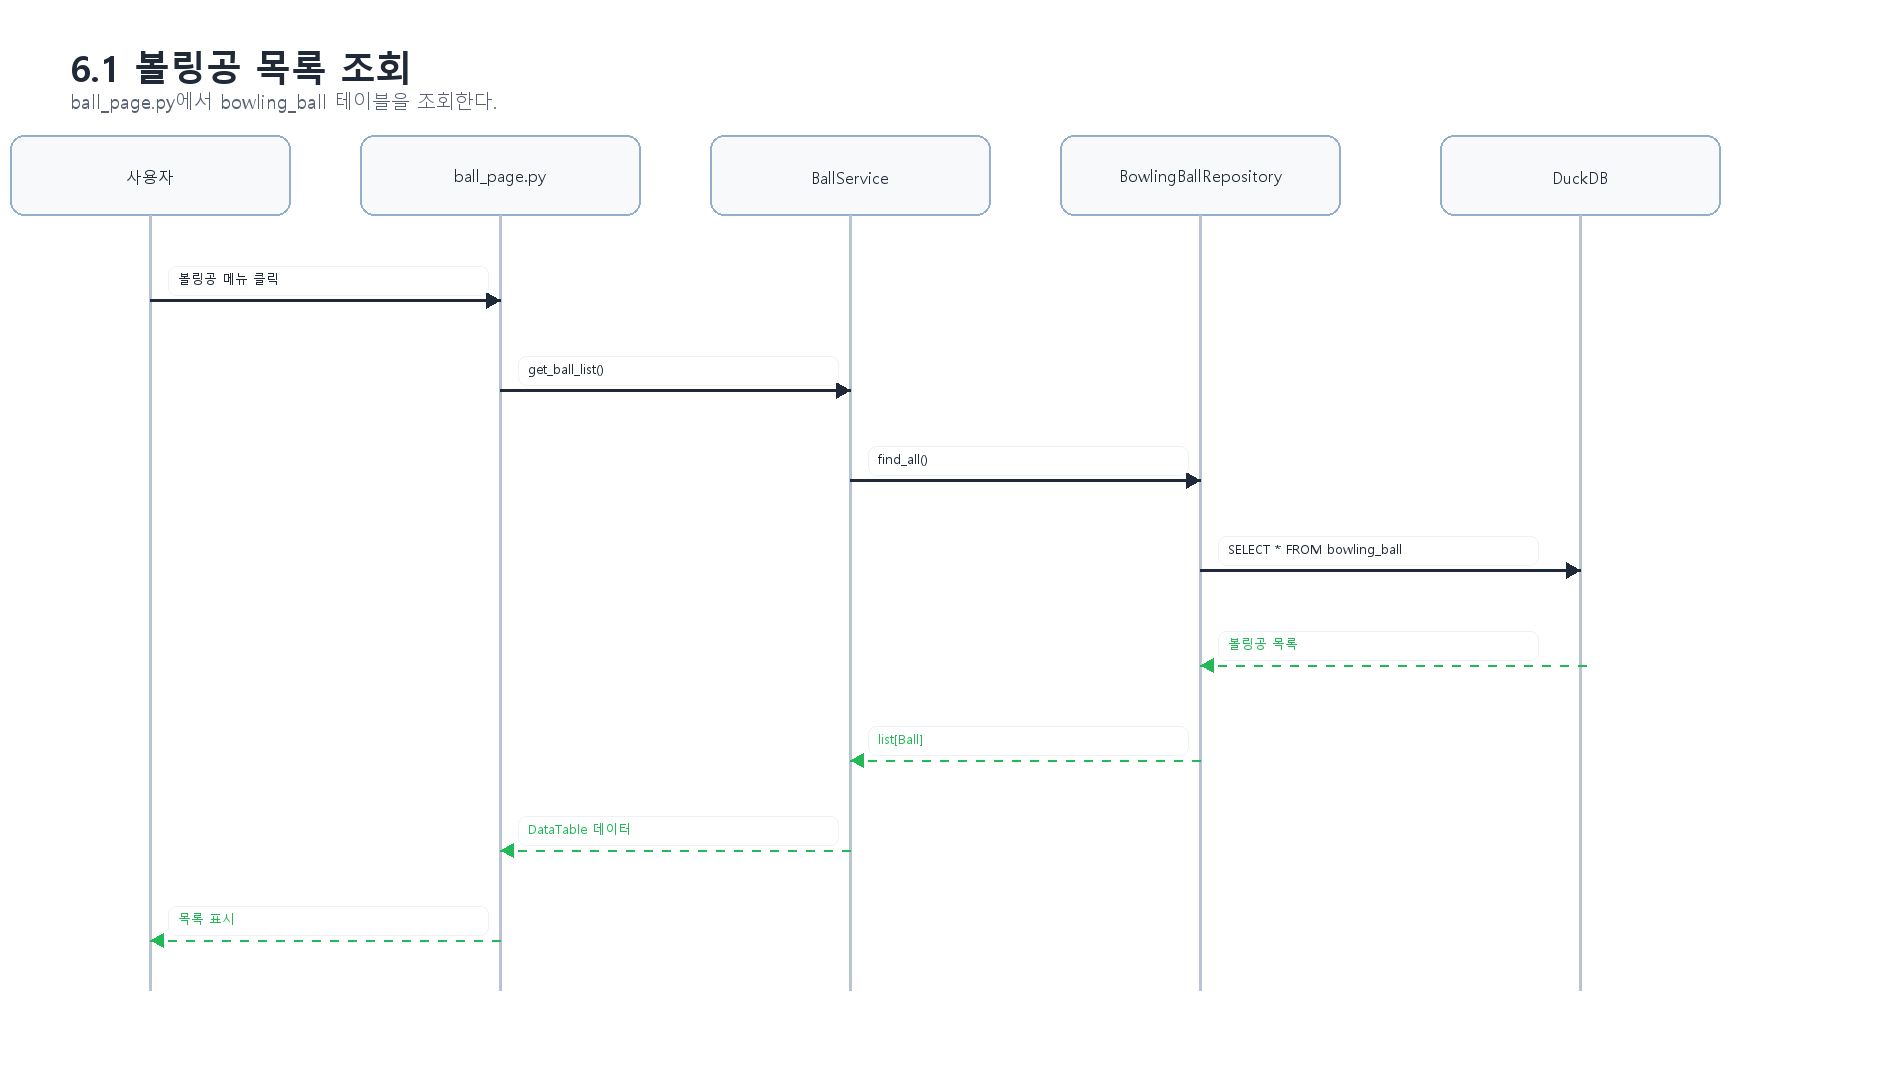 6.1 볼링공 목록 조회
ball_page.py에서 bowling_ball 테이블을 조회한다.
사용자
ball_page.py
BallService
BowlingBallRepository
DuckDB
볼링공 메뉴 클릭
get_ball_list()
find_all()
SELECT * FROM bowling_ball
볼링공 목록
list[Ball]
DataTable 데이터
목록 표시